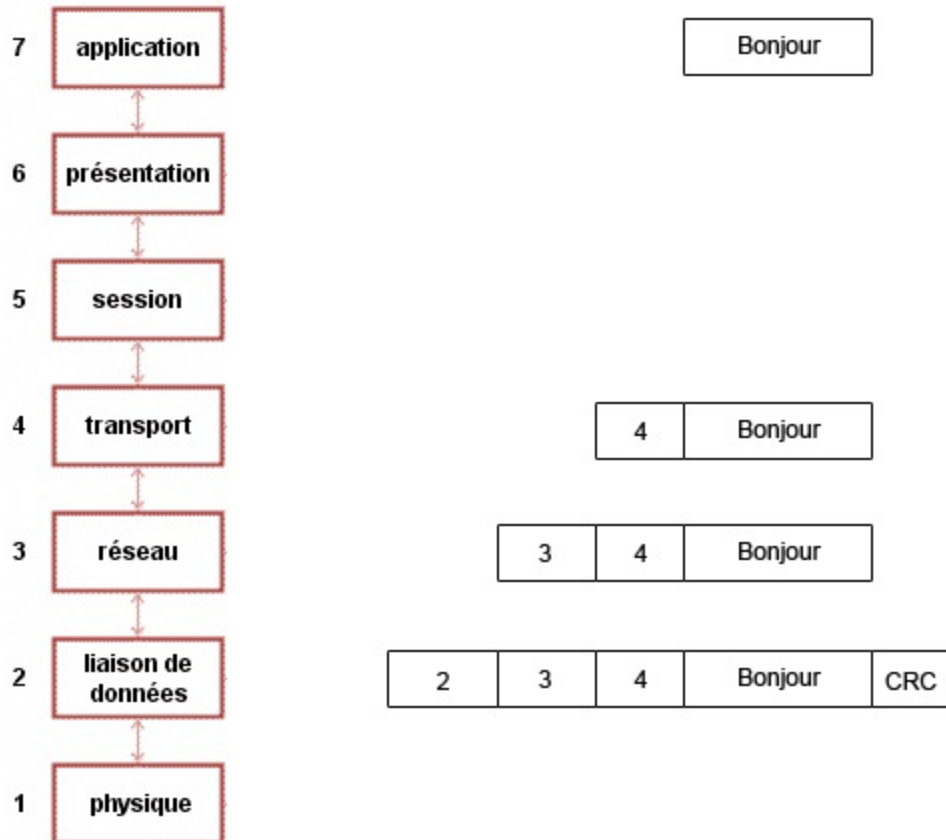 7 application Bonjour
6 présentation
5 session
4 transport 4 Bonjour
3 réseau 3 4 Bonjour
liaison de
2 données 2 3 4 Bonjour CRC
1 physique